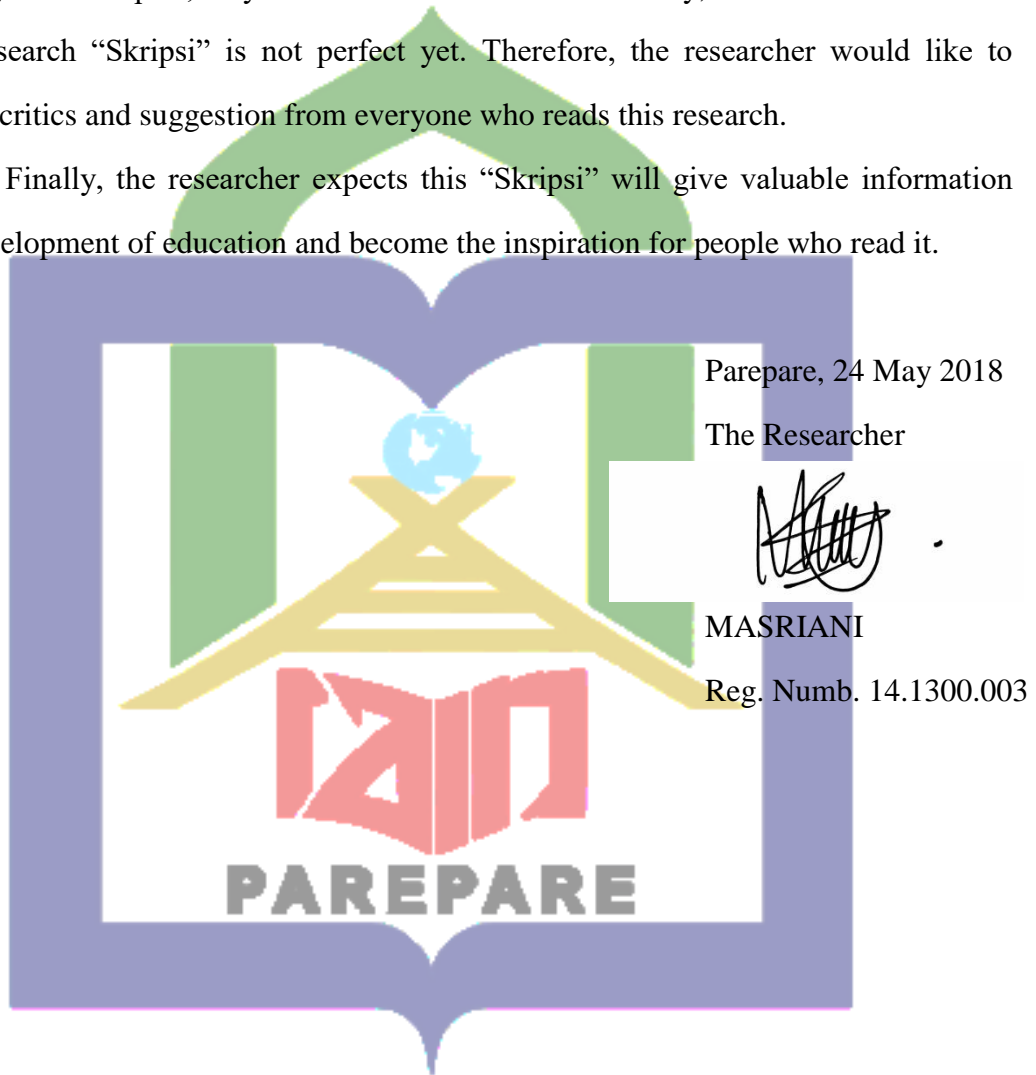 search “Skripsi” is not perfect yet. Therefore, the researcher would like to
critics and suggestion from everyone who reads this research.
Finally, the researcher expects this “Skripsi” will give valuable information
elopment of education and become the inspiration for people who read it.
Parepare, 24 May 2018
The Researcher
MASRIANI
Reg. Numb. 14.1300.003
IAIN
PAREPARE